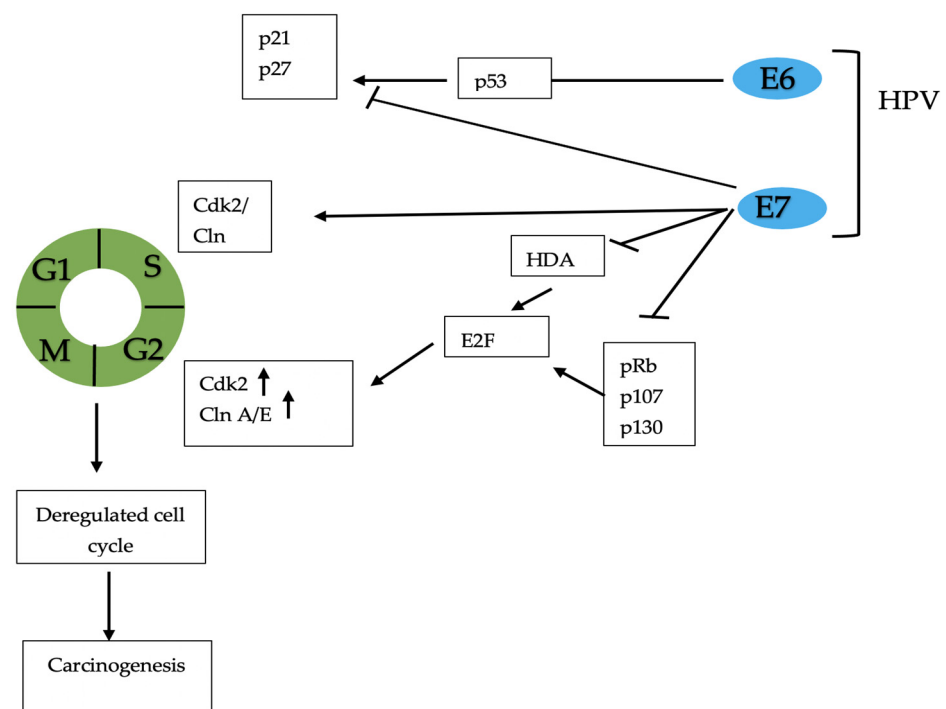 p21
p27
p53
E6
HPV
Cdk2/
Cln
E7
G1
S
M
G2
HDA
E2F
Cdk2
Cln A/E
pRb
p107
p130
Deregulated cell
cycle
Carcinogenesis